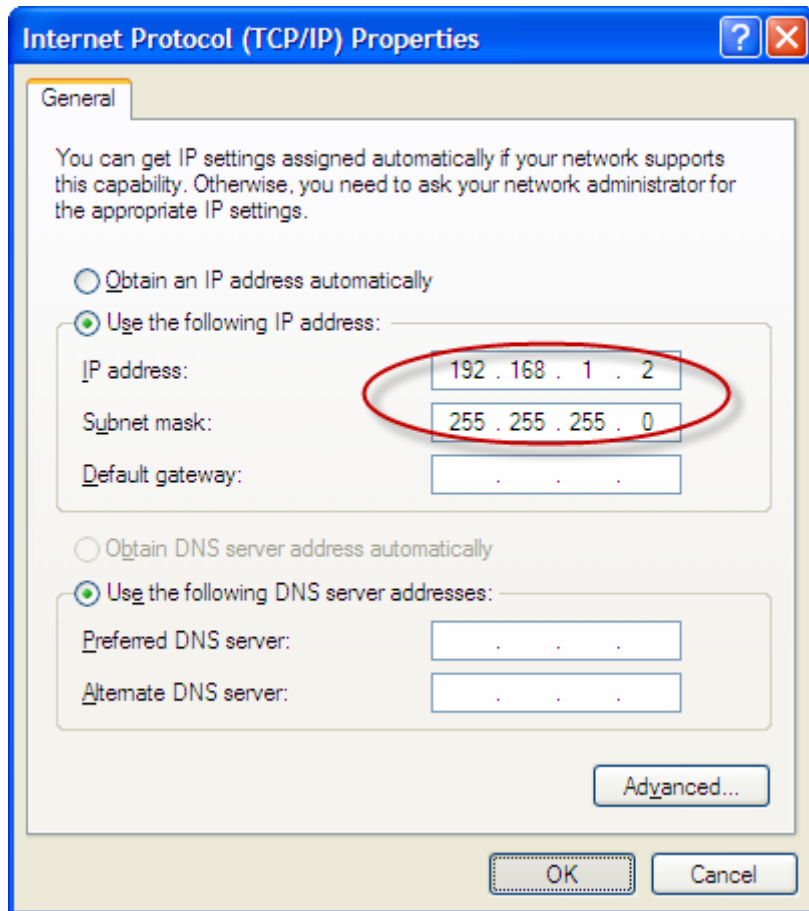 Internet Protocol (TCP/IP) Properties
General
You can get IP settings assigned automatically if your network supports
this capability. Otherwise, you need to ask your network administrator for
the appropriate IP settings.
Obtain an IP address automatically
Use the following IP address:
IP address: 192 . 168 . 1 . 2
Subnet mask: 255 . 255 . 255 . 0
Default gateway: . . .
Obtain DNS server address automatically
Use the following DNS server addresses:
Preferred DNS server: . . .
Alternate DNS server: . . .
Advanced...
OK Cancel